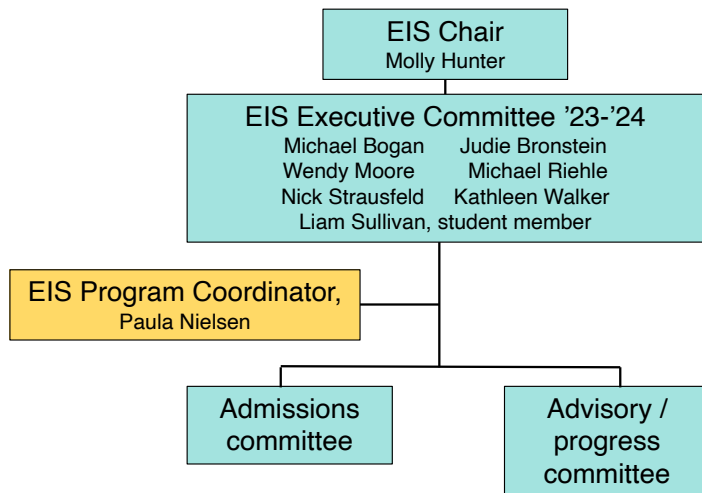 EIS Chair
Molly Hunter
EIS Executive Committee ’23-’24
Michael Bogan Judie Bronstein
Wendy Moore Michael Riehle
Nick Strausfeld Kathleen Walker
Liam Sullivan, student member
EIS Program Coordinator,
Paula Nielsen
Admissions
committee
Advisory /
progress
committee